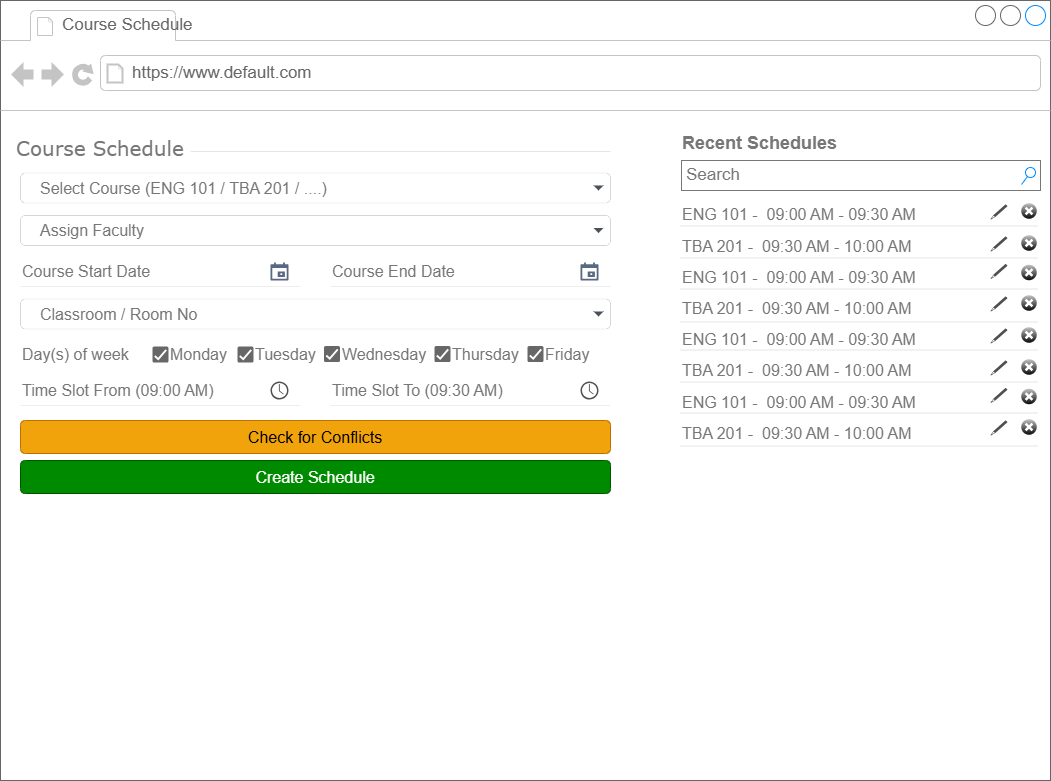 Course Schedule
https://www.default.com
Course Schedule
Select Course (ENG 101 / TBA 201 / ....)
Assign Faculty
Course Start Date
Course End Date
Classroom / Room No
Day(s) of week Monday Tuesday Wednesday Thursday Friday
Time Slot From (09:00 AM)
Time Slot To (09:30 AM)
Check for Conflicts
Create Schedule
Recent Schedules
Search
ENG 101 - 09:00 AM - 09:30 AM
TBA 201 - 09:30 AM - 10:00 AM
ENG 101 - 09:00 AM - 09:30 AM
TBA 201 - 09:30 AM - 10:00 AM
ENG 101 - 09:00 AM - 09:30 AM
TBA 201 - 09:30 AM - 10:00 AM
ENG 101 - 09:00 AM - 09:30 AM
TBA 201 - 09:30 AM - 10:00 AM